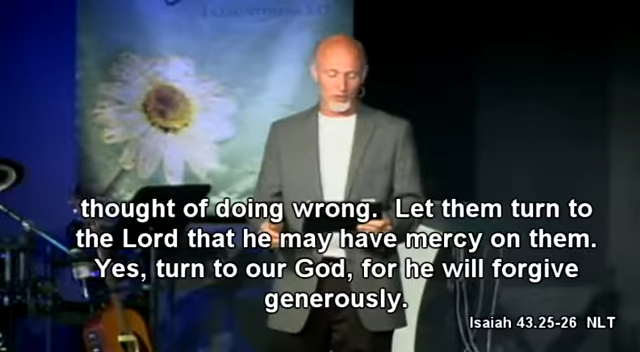 thought of doing wrong.  Let them turn to
the Lord that he may have mercy on them.
Yes, turn to our God, for he will forgive
generously.
Isaiah 43.25-26  NLT